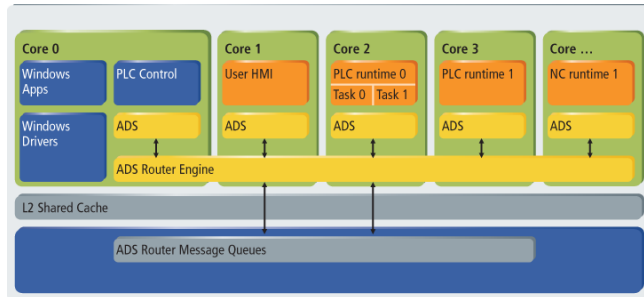 Core 0
Core 1
Core 2
Core 3
Core ...
Windows Apps
PLC Control
User HMI
PLC runtime 0
Task 0
Task 1
PLC runtime 1
NC runtime 1
Windows Drivers
ADS
ADS
ADS
ADS
ADS
ADS Router Engine
L2 Shared Cache
ADS Router Message Queues